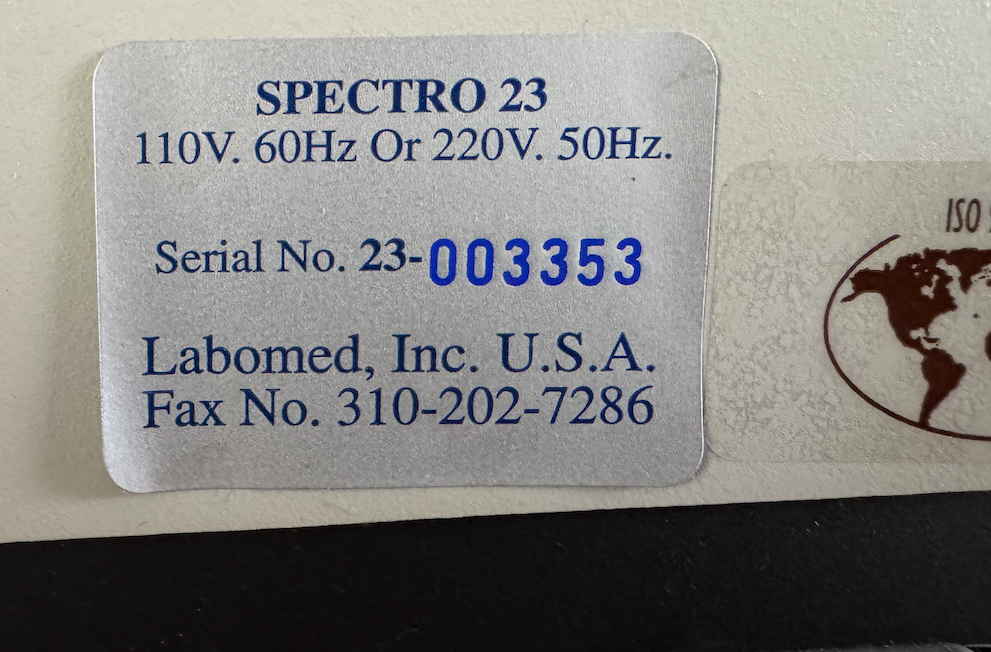 SPECTRO 23
110V. 60Hz Or 220V. 50Hz.
Serial No. 23-003353
Labomed, Inc. U.S.A.
Fax No. 310-202-7286
ISO